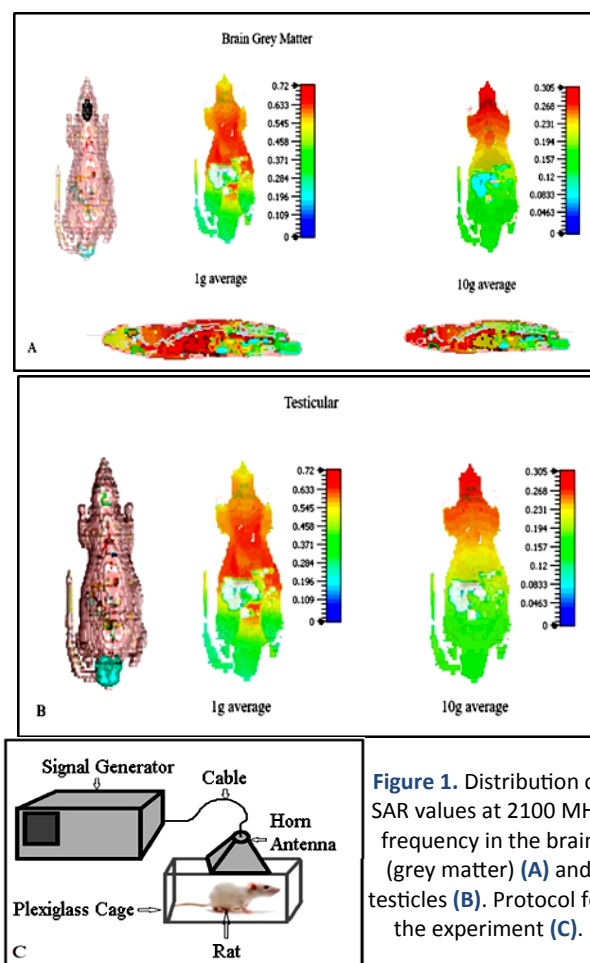 Brain Grey Matter
0.72
0.633
0.545
0.458
0.371
0.284
0.196
0.109
0
0.305
0.268
0.231
0.194
0.157
0.12
0.0833
0.0463
0
1g average
10g average
A
Testicular
0.72
0.633
0.545
0.458
0.371
0.284
0.196
0.109
0
0.305
0.268
0.231
0.194
0.157
0.12
0.0833
0.0463
0
1g average
10g average
B
Signal Generator
Cable
Horn
Antenna
Plexiglass Cage
Rat
C
Figure 1. Distribution
SAR values at 2100
frequency in the brain
(grey matter) (A) and
testicles (B). Protocol
the experiment (C).